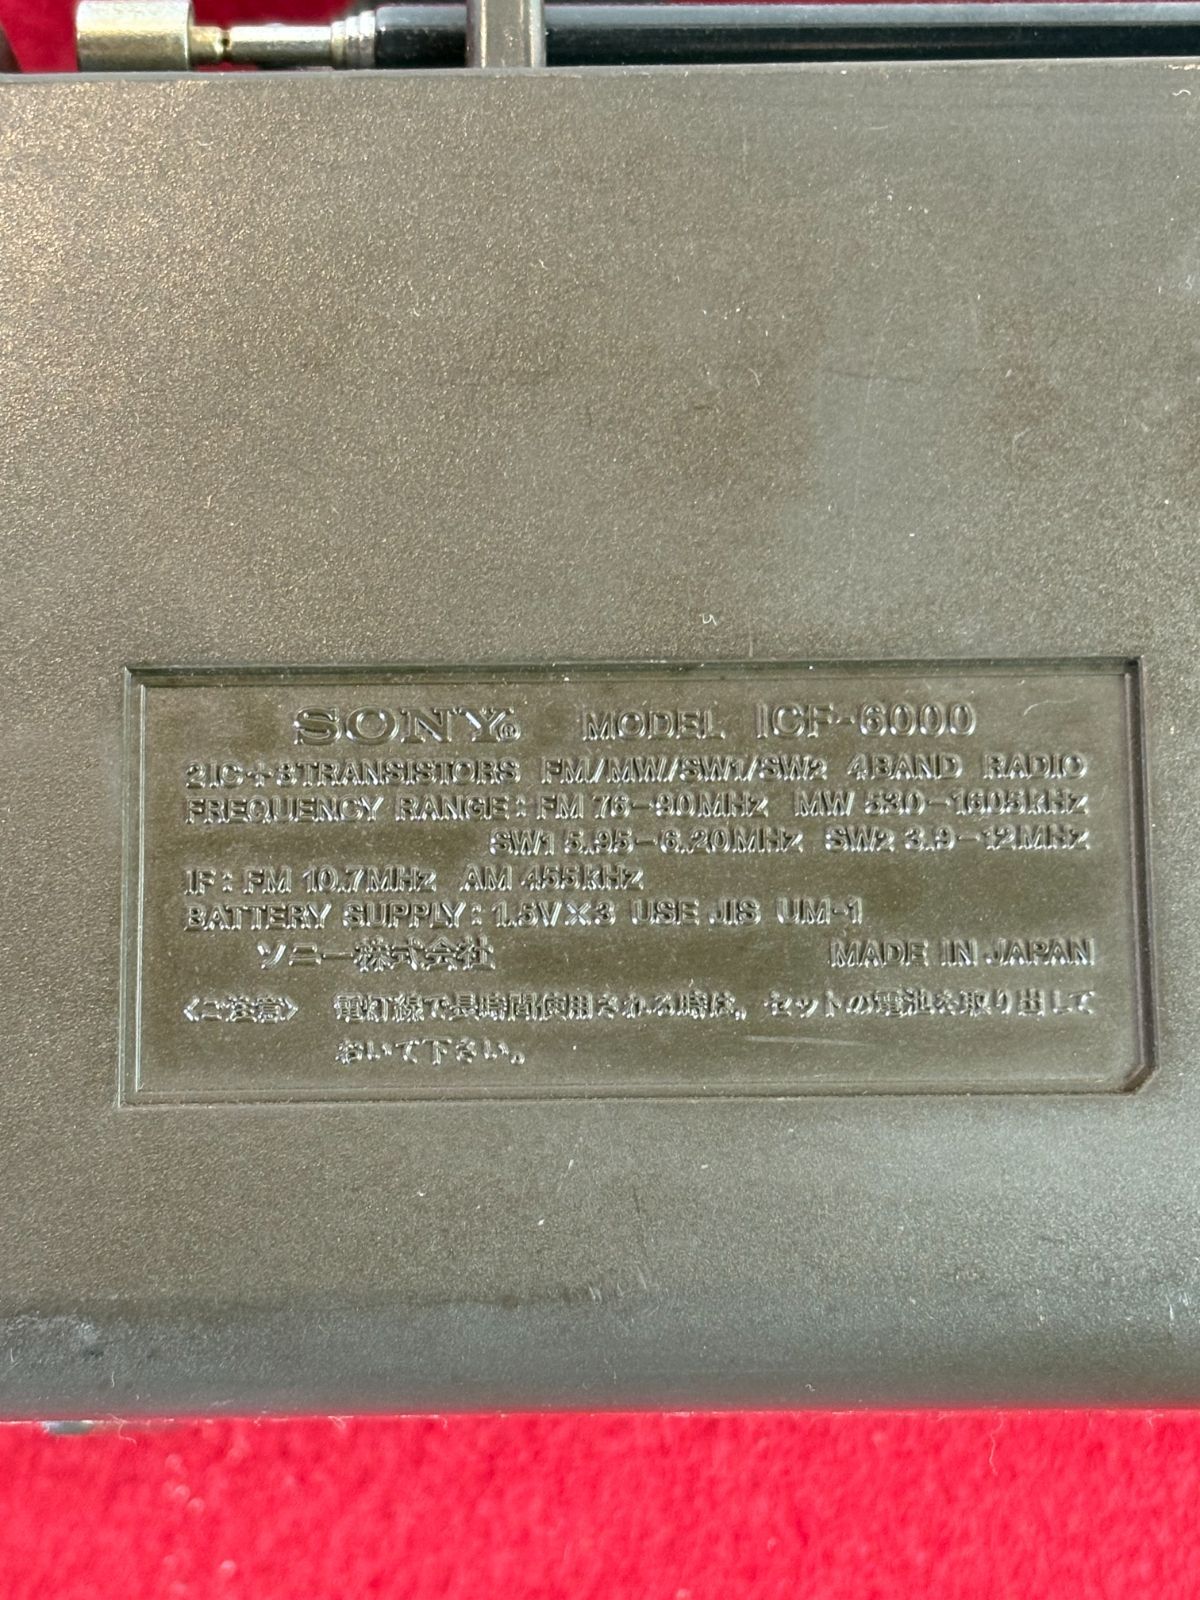 SONY® MODEL ICF-6000
2IC+3TRANSISTORS FM/MW/SW1/SW2 4BAND RADIO
FREQUENCY RANGE: FM 76-90MHz MW 530-1605kHz
SW1 5.95-6.20MHz SW2 3.9-12MHz
IF: FM 10.7MHz AM 455kHz
BATTERY SUPPLY: 1.5V×3 USE JIS UM-1
ソニー株式会社 MADE IN JAPAN
〈ご注意〉 電灯線で長時間使用される時は，セットの電池を取り出して
おいて下さい。